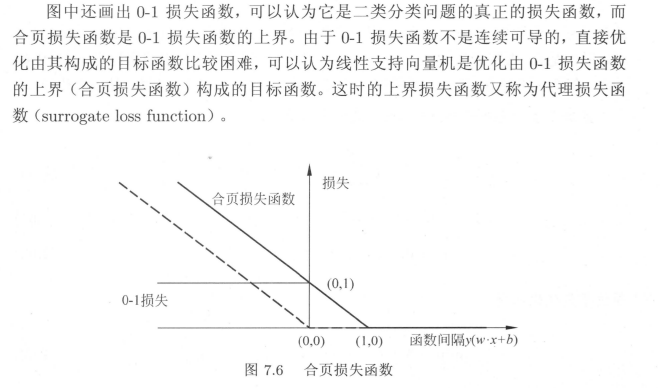 图中还画出 0-1 损失函数，可以认为它是二类分类问题的真正的损失函数，而
合页损失函数是 0-1 损失函数的上界。由于 0-1 损失函数不是连续可导的，直接优
化由其构成的目标函数比较困难，可以认为线性支持向量机是优化由 0-1 损失函数
的上界（合页损失函数）构成的目标函数。这时的上界损失函数又称为代理损失函
数（surrogate loss function）。
损失
合页损失函数
(0,1)
0-1损失
(0,0)
(1,0)
函数间隔y(w·x+b)
图 7.6 合页损失函数